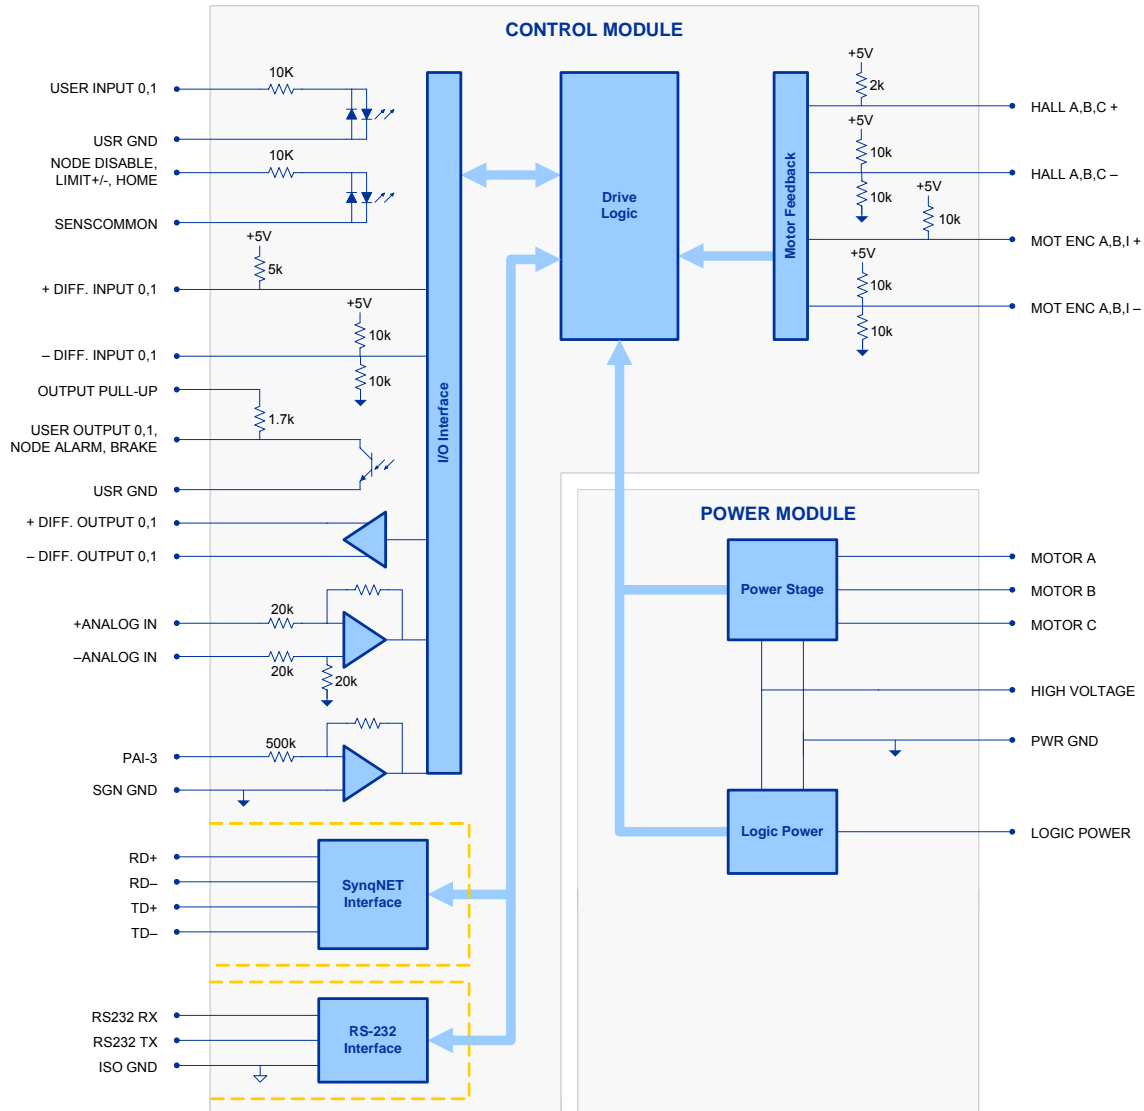 CONTROL MODULE
USER INPUT 0,1
10K
USR GND
NODE DISABLE,
LIMIT+/-, HOME
10K
SENSCOMMON
+5V
5k
+ DIFF. INPUT 0,1
+5V
10k
– DIFF. INPUT 0,1
10k
OUTPUT PULL-UP
1.7k
USER OUTPUT 0,1,
NODE ALARM, BRAKE
USR GND
+ DIFF. OUTPUT 0,1
– DIFF. OUTPUT 0,1
+ANALOG IN
20k
–ANALOG IN
20k
20k
PAI-3
500k
SGN GND
I/O Interface
RD+
RD–
TD+
TD–
SynqNET
Interface
RS232 RX
RS232 TX
ISO GND
RS-232
Interface
Drive
Logic
Motor Feedback
+5V
2k
HALL A,B,C +
+5V
10k
HALL A,B,C –
10k
+5V
10k
MOT ENC A,B,I +
+5V
10k
MOT ENC A,B,I –
10k
POWER MODULE
Power Stage
MOTOR A
MOTOR B
MOTOR C
HIGH VOLTAGE
PWR GND
Logic Power
LOGIC POWER